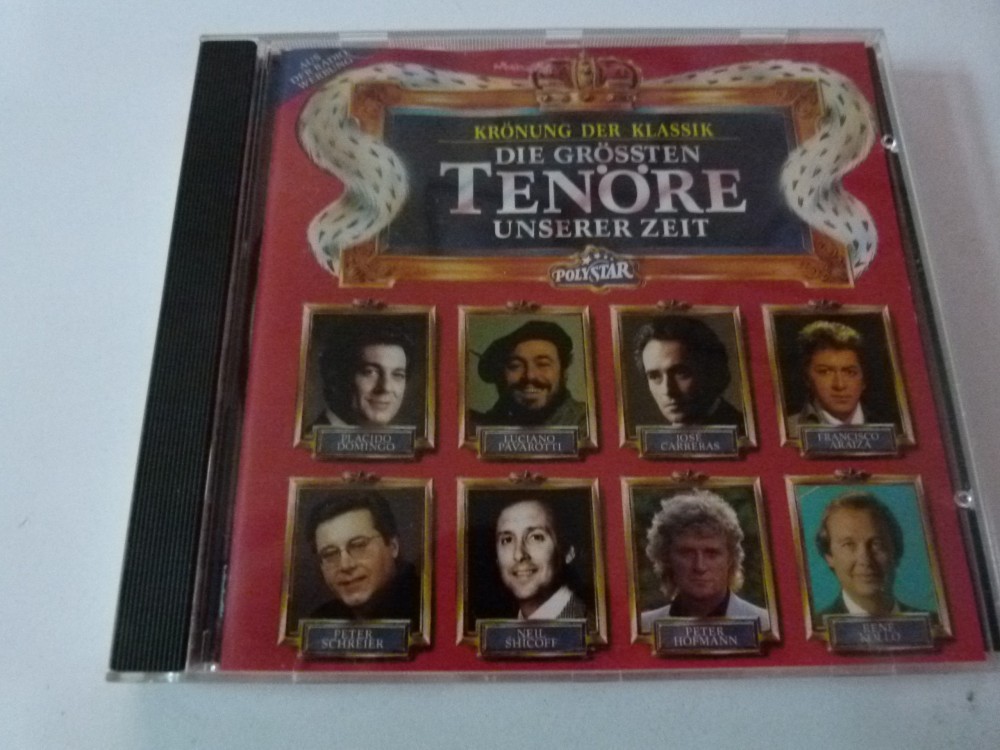 AUS
DER RADIO
WERBUNG
KRÖNUNG DER KLASSIK
DIE GRÖSSTEN
TENÖRE
UNSERER ZEIT
POLYSTAR
PLACIDO
DOMINGO
LUCIANO
PAVAROTTI
JOSÉ
CARRERAS
FRANCISCO
ARAIZA
PETER
SCHREIER
NEIL
SHICOFF
PETER
HOFMANN
RENÉ
KOLLO